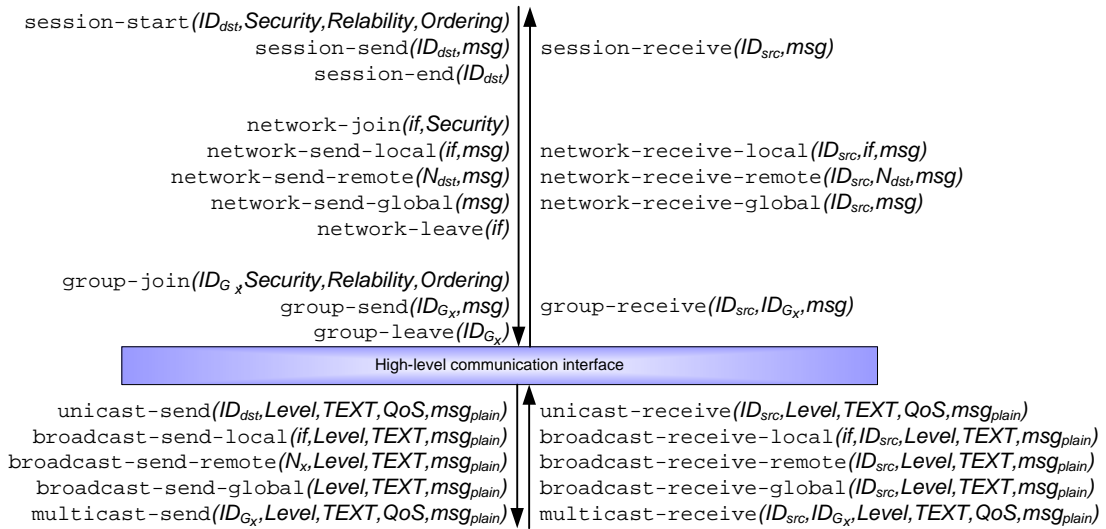 session-start(IDdst,Security,Relability,Ordering)
session-send(IDdst,msg) session-receive(IDsrc,msg)
session-end(IDdst)
network-join(if,Security)
network-send-local(if,msg) network-receive-local(IDsrc,if,msg)
network-send-remote(Ndst,msg) network-receive-remote(IDsrc,Ndst,msg)
network-send-global(msg) network-receive-global(IDsrc,msg)
network-leave(if)
group-join(IDGx,Security,Relability,Ordering)
group-send(IDGx,msg) group-receive(IDsrc,IDGx,msg)
group-leave(IDGx)
High-level communication interface
unicast-send(IDdst,Level,TEXT,QoS,msgplain) unicast-receive(IDsrc,Level,TEXT,QoS,msgplain)
broadcast-send-local(if,Level,TEXT,msgplain) broadcast-receive-local(if,IDsrc,Level,TEXT,msgplain)
broadcast-send-remote(Nx,Level,TEXT,msgplain) broadcast-receive-remote(IDsrc,Level,TEXT,msgplain)
broadcast-send-global(Level,TEXT,msgplain) broadcast-receive-global(IDsrc,Level,TEXT,msgplain)
multicast-send(IDGx,Level,TEXT,QoS,msgplain) multicast-receive(IDsrc,IDGx,Level,TEXT,QoS,msgplain)